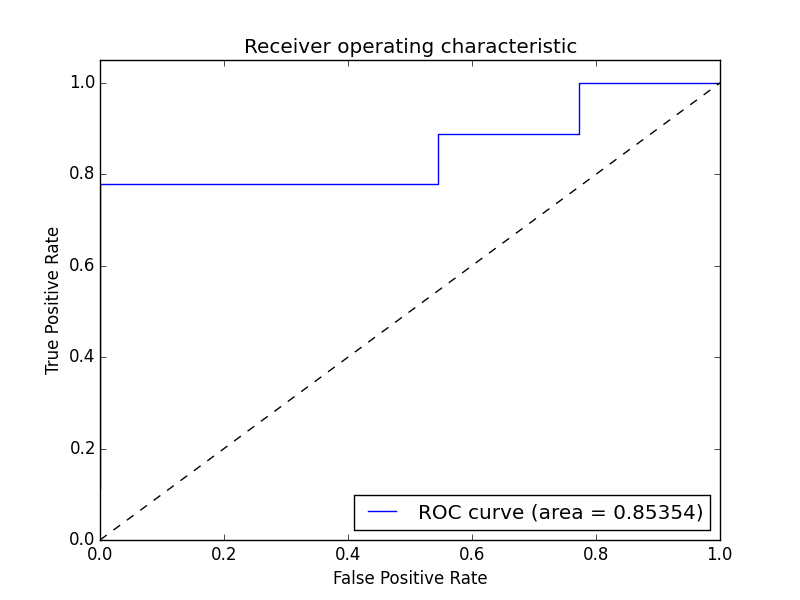 Receiver operating characteristic
1.0
0.8
0.6
0.4
0.2
0.0
True Positive Rate
ROC curve (area = 0.85354)
0.0 0.2 0.4 0.6 0.8 1.0
False Positive Rate